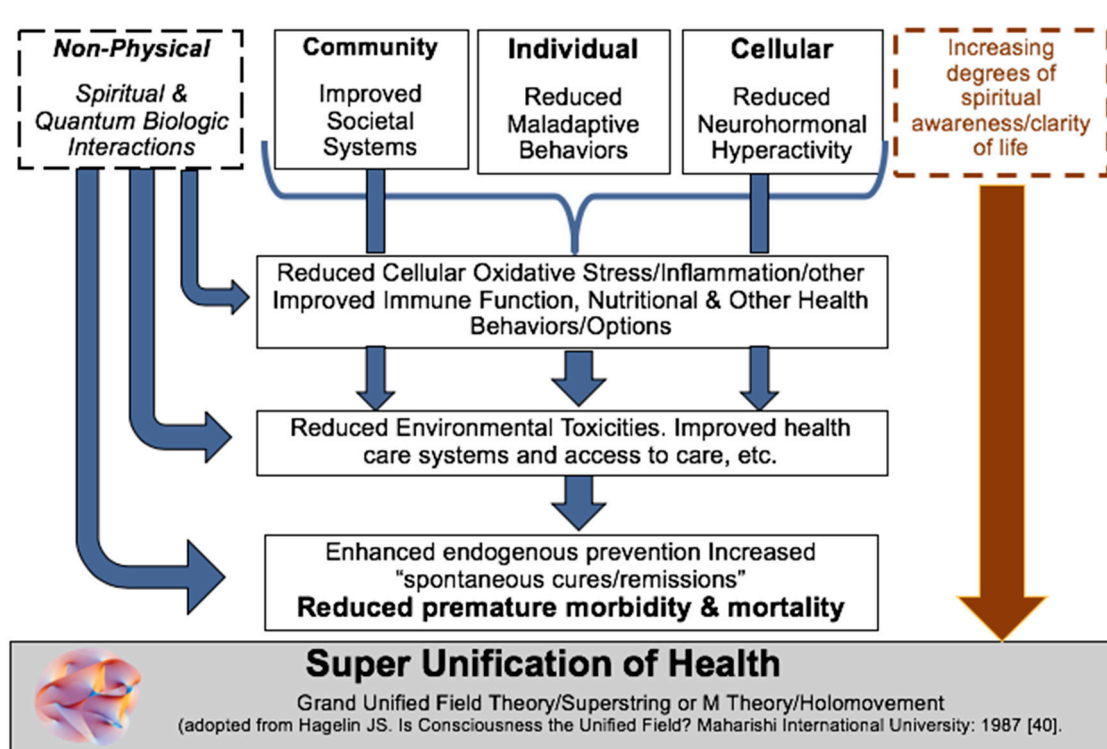 Non-Physical
Spiritual &
Quantum Biologic
Interactions
Community
Improved
Societal
Systems
Individual
Reduced
Maladaptive
Behaviors
Cellular
Reduced
Neurohormonal
Hyperactivity
Increasing
degrees of
spiritual
awareness/clarity
of life
Reduced Cellular Oxidative Stress/Inflammation/other
Improved Immune Function, Nutritional & Other Health
Behaviors/Options
Reduced Environmental Toxicities. Improved health
care systems and access to care, etc.
Enhanced endogenous prevention Increased
“spontaneous cures/remissions”
Reduced premature morbidity & mortality
Super Unification of Health
Grand Unified Field Theory/Superstring or M Theory/Holomovement
(adopted from Hagelin JS. Is Consciousness the Unified Field? Maharishi International University: 1987 [40].